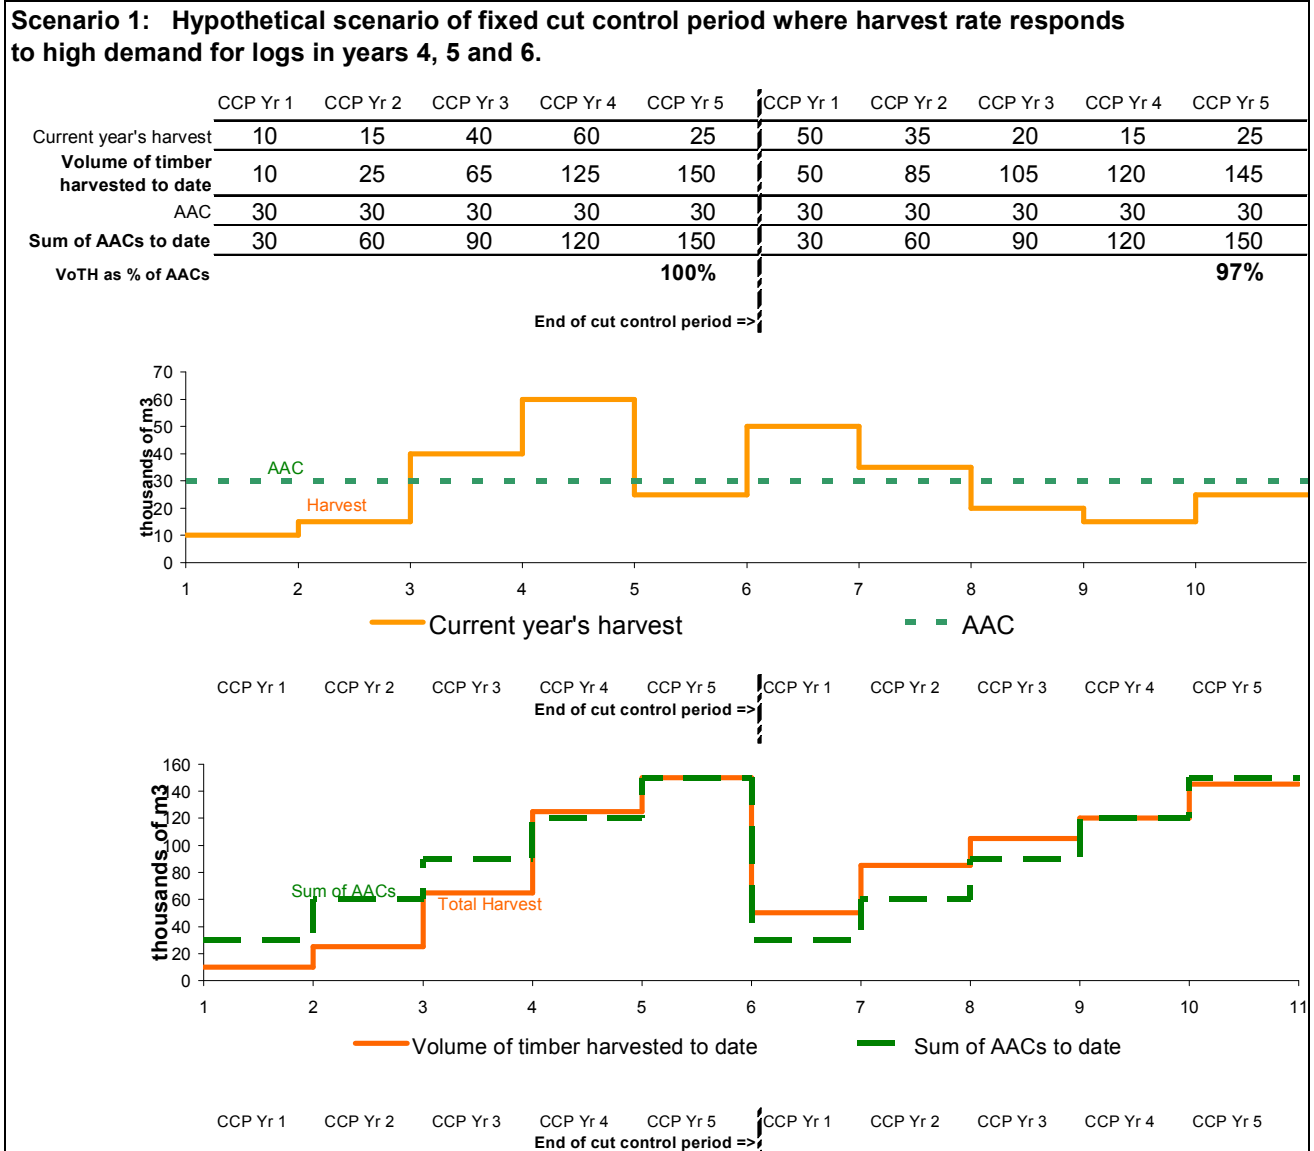 Scenario 1: Hypothetical scenario of fixed cut control period where harvest rate responds
to high demand for logs in years 4, 5 and 6.
CCP Yr 1 CCP Yr 2 CCP Yr 3 CCP Yr 4 CCP Yr 5 CCP Yr 1 CCP Yr 2 CCP Yr 3 CCP Yr 4 CCP Yr 5
Current year's harvest 10 15 40 60 25 50 35 20 15 25
Volume of timber
harvested to date 10 25 65 125 150 50 85 105 120 145
AAC 30 30 30 30 30 30 30 30 30 30
Sum of AACs to date 30 60 90 120 150 30 60 90 120 150
VoTH as % of AACs 100% 97%
End of cut control period =>
thousands of m3
70
60
50
40
30
20
10
0
AAC
Harvest
1 2 3 4 5 6 7 8 9 10
Current year's harvest AAC
CCP Yr 1 CCP Yr 2 CCP Yr 3 CCP Yr 4 CCP Yr 5 CCP Yr 1 CCP Yr 2 CCP Yr 3 CCP Yr 4 CCP Yr 5
End of cut control period =>
thousands of m3
160
140
120
100
80
60
40
20
0
Sum of AACs
Total Harvest
1 2 3 4 5 6 7 8 9 10 11
Volume of timber harvested to date Sum of AACs to date
CCP Yr 1 CCP Yr 2 CCP Yr 3 CCP Yr 4 CCP Yr 5 CCP Yr 1 CCP Yr 2 CCP Yr 3 CCP Yr 4 CCP Yr 5
End of cut control period =>